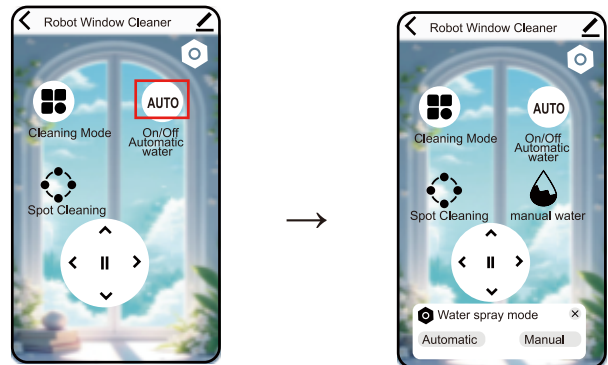 Robot Window Cleaner
AUTO
Cleaning Mode
On/Off
Automatic
water
Spot Cleaning
→
Robot Window Cleaner
AUTO
Cleaning Mode
On/Off
Automatic
water
Spot Cleaning
manual water
Water spray mode ×
Automatic
Manual